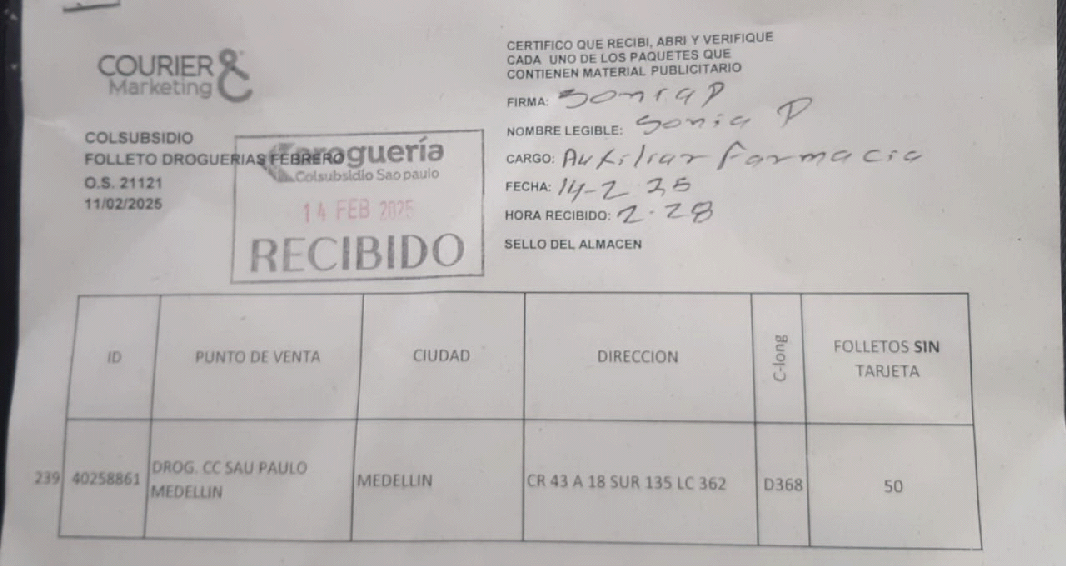 COURIER &
Marketing
COLSUBSIDIO
FOLLETO DROGUERIAS FEBRERO
O.S. 21121
11/02/2025
Droguería
Colsubsidio Sao paulo
14 FEB 2025
RECIBIDO
CERTIFICO QUE RECIBI, ABRI Y VERIFIQUE
CADA UNO DE LOS PAQUETES QUE
CONTIENEN MATERIAL PUBLICITARIO
FIRMA: Sonia P
NOMBRE LEGIBLE: Sonia P
CARGO: Auxiliar Farmacia
FECHA: 14-2 25
HORA RECIBIDO: 2.28
SELLO DEL ALMACEN
ID PUNTO DE VENTA CIUDAD DIRECCION C-long FOLLETOS SIN TARJETA
239 40258861 DROG. CC SAU PAULO MEDELLIN MEDELLIN CR 43 A 18 SUR 135 LC 362 D368 50